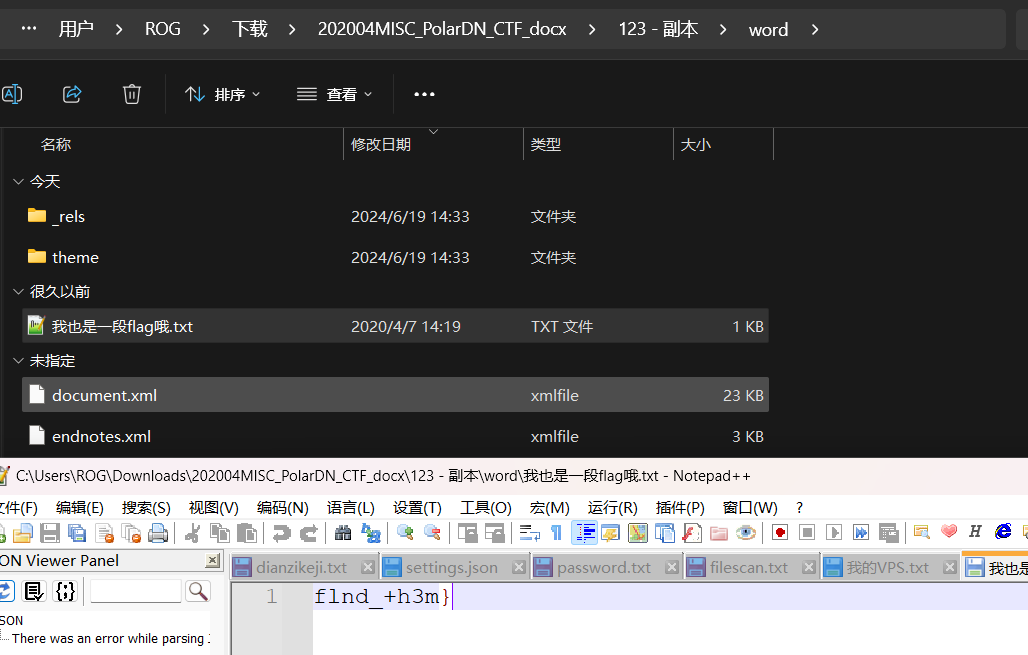 … 用户 > ROG > 下载 > 202004MISC_PolarDN_CTF_docx > 123 - 副本 > word >
排序 查看 •••
名称 修改日期 类型 大小
今天
_rels 2024/6/19 14:33 文件夹
theme 2024/6/19 14:33 文件夹
很久以前
我也是一段flag哦.txt 2020/4/7 14:19 TXT 文件 1 KB
未指定
document.xml xmlfile 23 KB
endnotes.xml xmlfile 3 KB
C:\Users\ROG\Downloads\202004MISC_PolarDN_CTF_docx\123 - 副本\word\我也是一段flag哦.txt - Notepad++
文件(F) 编辑(E) 搜索(S) 视图(V) 编码(N) 语言(L) 设置(T) 工具(O) 宏(M) 运行(R) 插件(P) 窗口(W) ?
ON Viewer Panel
dianzikeji.txt settings.json password.txt filescan.txt 我的VPS.txt 我也是
1 flnd_+h3m}
SON
There was an error while parsing